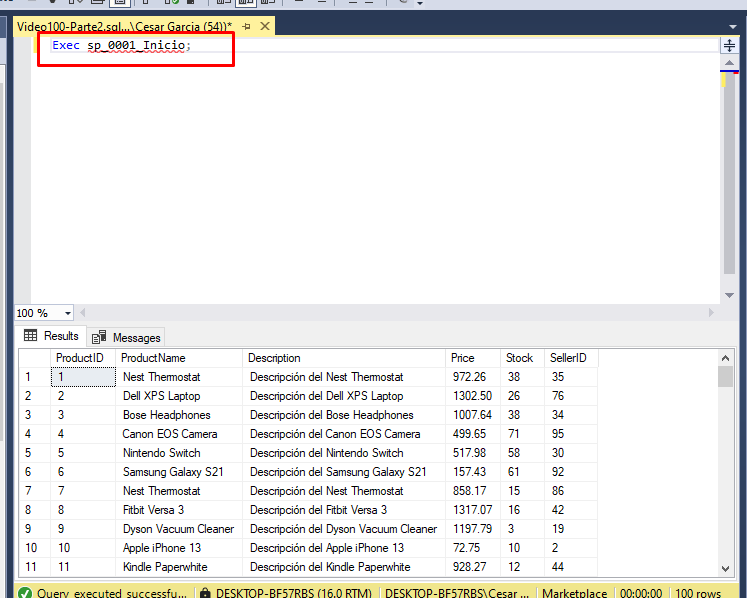 Video100-Parte2.sql...\Cesar Garcia (54))*
Exec sp_0001_Inicio;
100 %
Results Messages
ProductID ProductName Description Price Stock SellerID
1 1 Nest Thermostat Descripción del Nest Thermostat 972.26 38 35
2 2 Dell XPS Laptop Descripción del Dell XPS Laptop 1302.50 26 76
3 3 Bose Headphones Descripción del Bose Headphones 1007.64 38 34
4 4 Canon EOS Camera Descripción del Canon EOS Camera 499.65 71 95
5 5 Nintendo Switch Descripción del Nintendo Switch 517.98 58 30
6 6 Samsung Galaxy S21 Descripción del Samsung Galaxy S21 157.43 61 92
7 7 Nest Thermostat Descripción del Nest Thermostat 858.17 15 86
8 8 Fitbit Versa 3 Descripción del Fitbit Versa 3 1317.07 16 42
9 9 Dyson Vacuum Cleaner Descripción del Dyson Vacuum Cleaner 1197.79 3 19
10 10 Apple iPhone 13 Descripción del Apple iPhone 13 72.75 10 2
11 11 Kindle Paperwhite Descripción del Kindle Paperwhite 928.27 12 44
Query executed successfu... DESKTOP-BF57RBS (16.0 RTM) DESKTOP-BF57RBS\Cesar ... Marketplace 00:00:00 100 rows